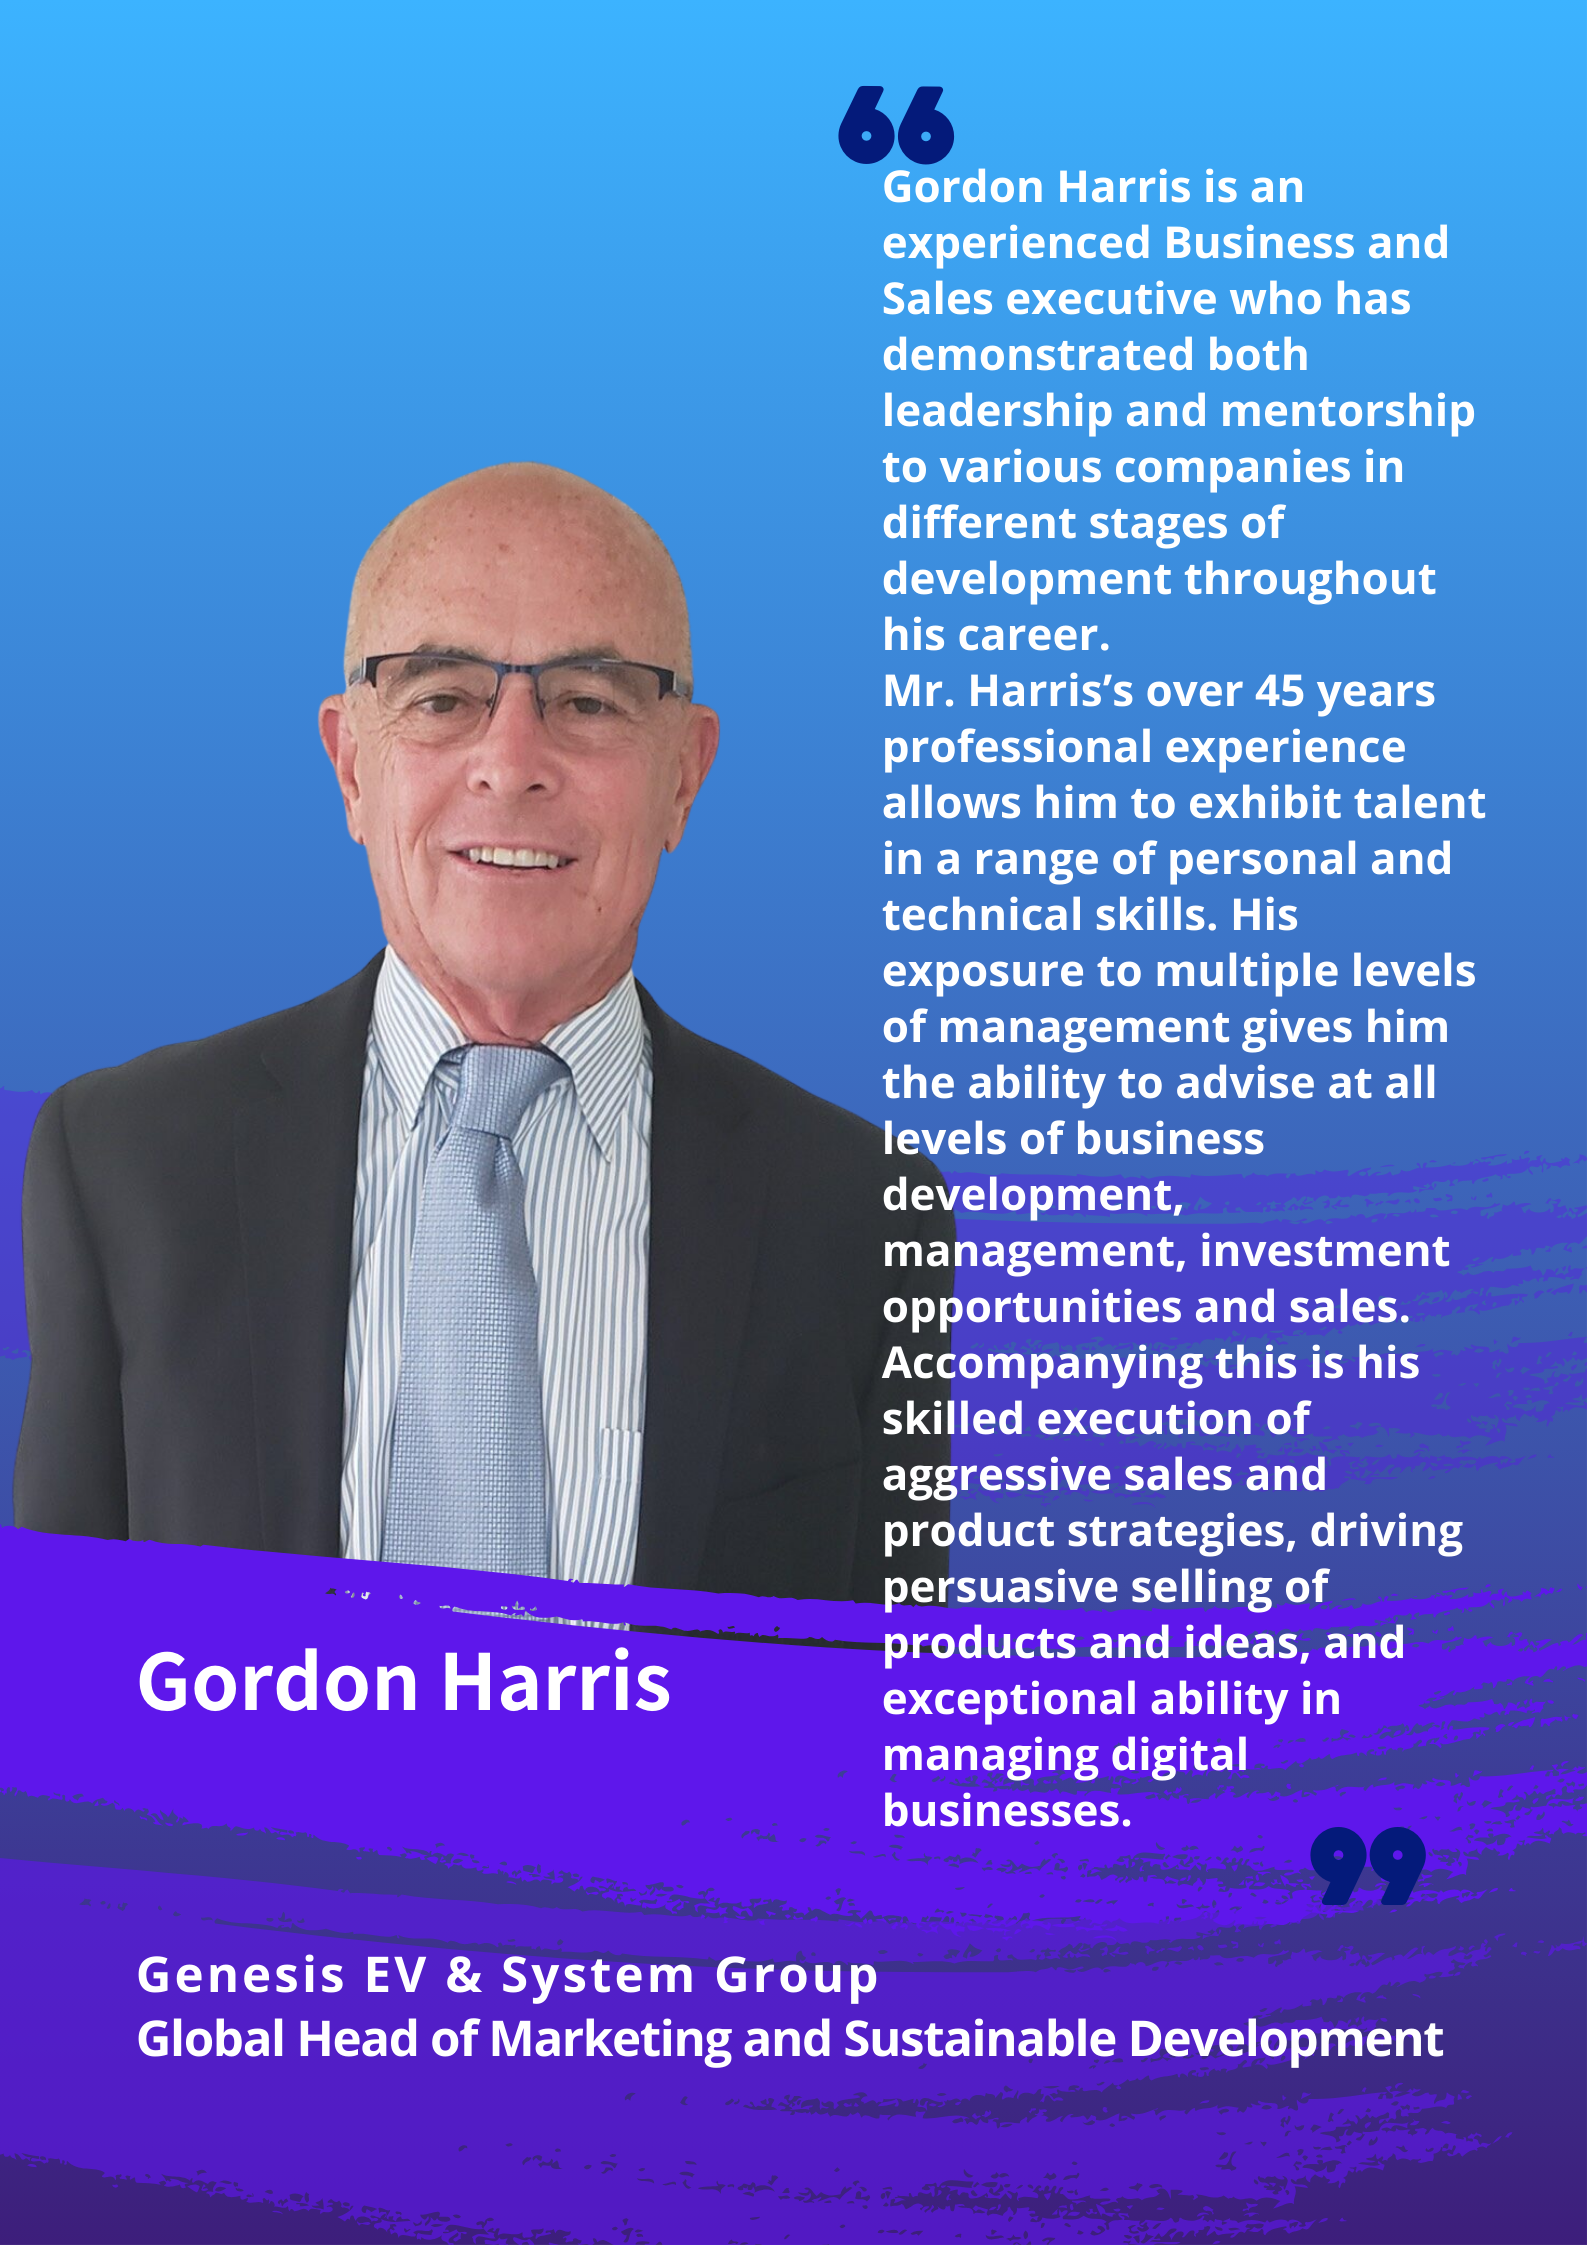 “
Gordon Harris is an
experienced Business and
Sales executive who has
demonstrated both
leadership and mentorship
to various companies in
different stages of
development throughout
his career.
Mr. Harris’s over 45 years
professional experience
allows him to exhibit talent
in a range of personal and
technical skills. His
exposure to multiple levels
of management gives him
the ability to advise at all
levels of business
development,
management, investment
opportunities and sales.
Accompanying this is his
skilled execution of
aggressive sales and
product strategies, driving
persuasive selling of
products and ideas, and
exceptional ability in
managing digital
businesses.
”
Gordon Harris
Genesis EV & System Group
Global Head of Marketing and Sustainable Development